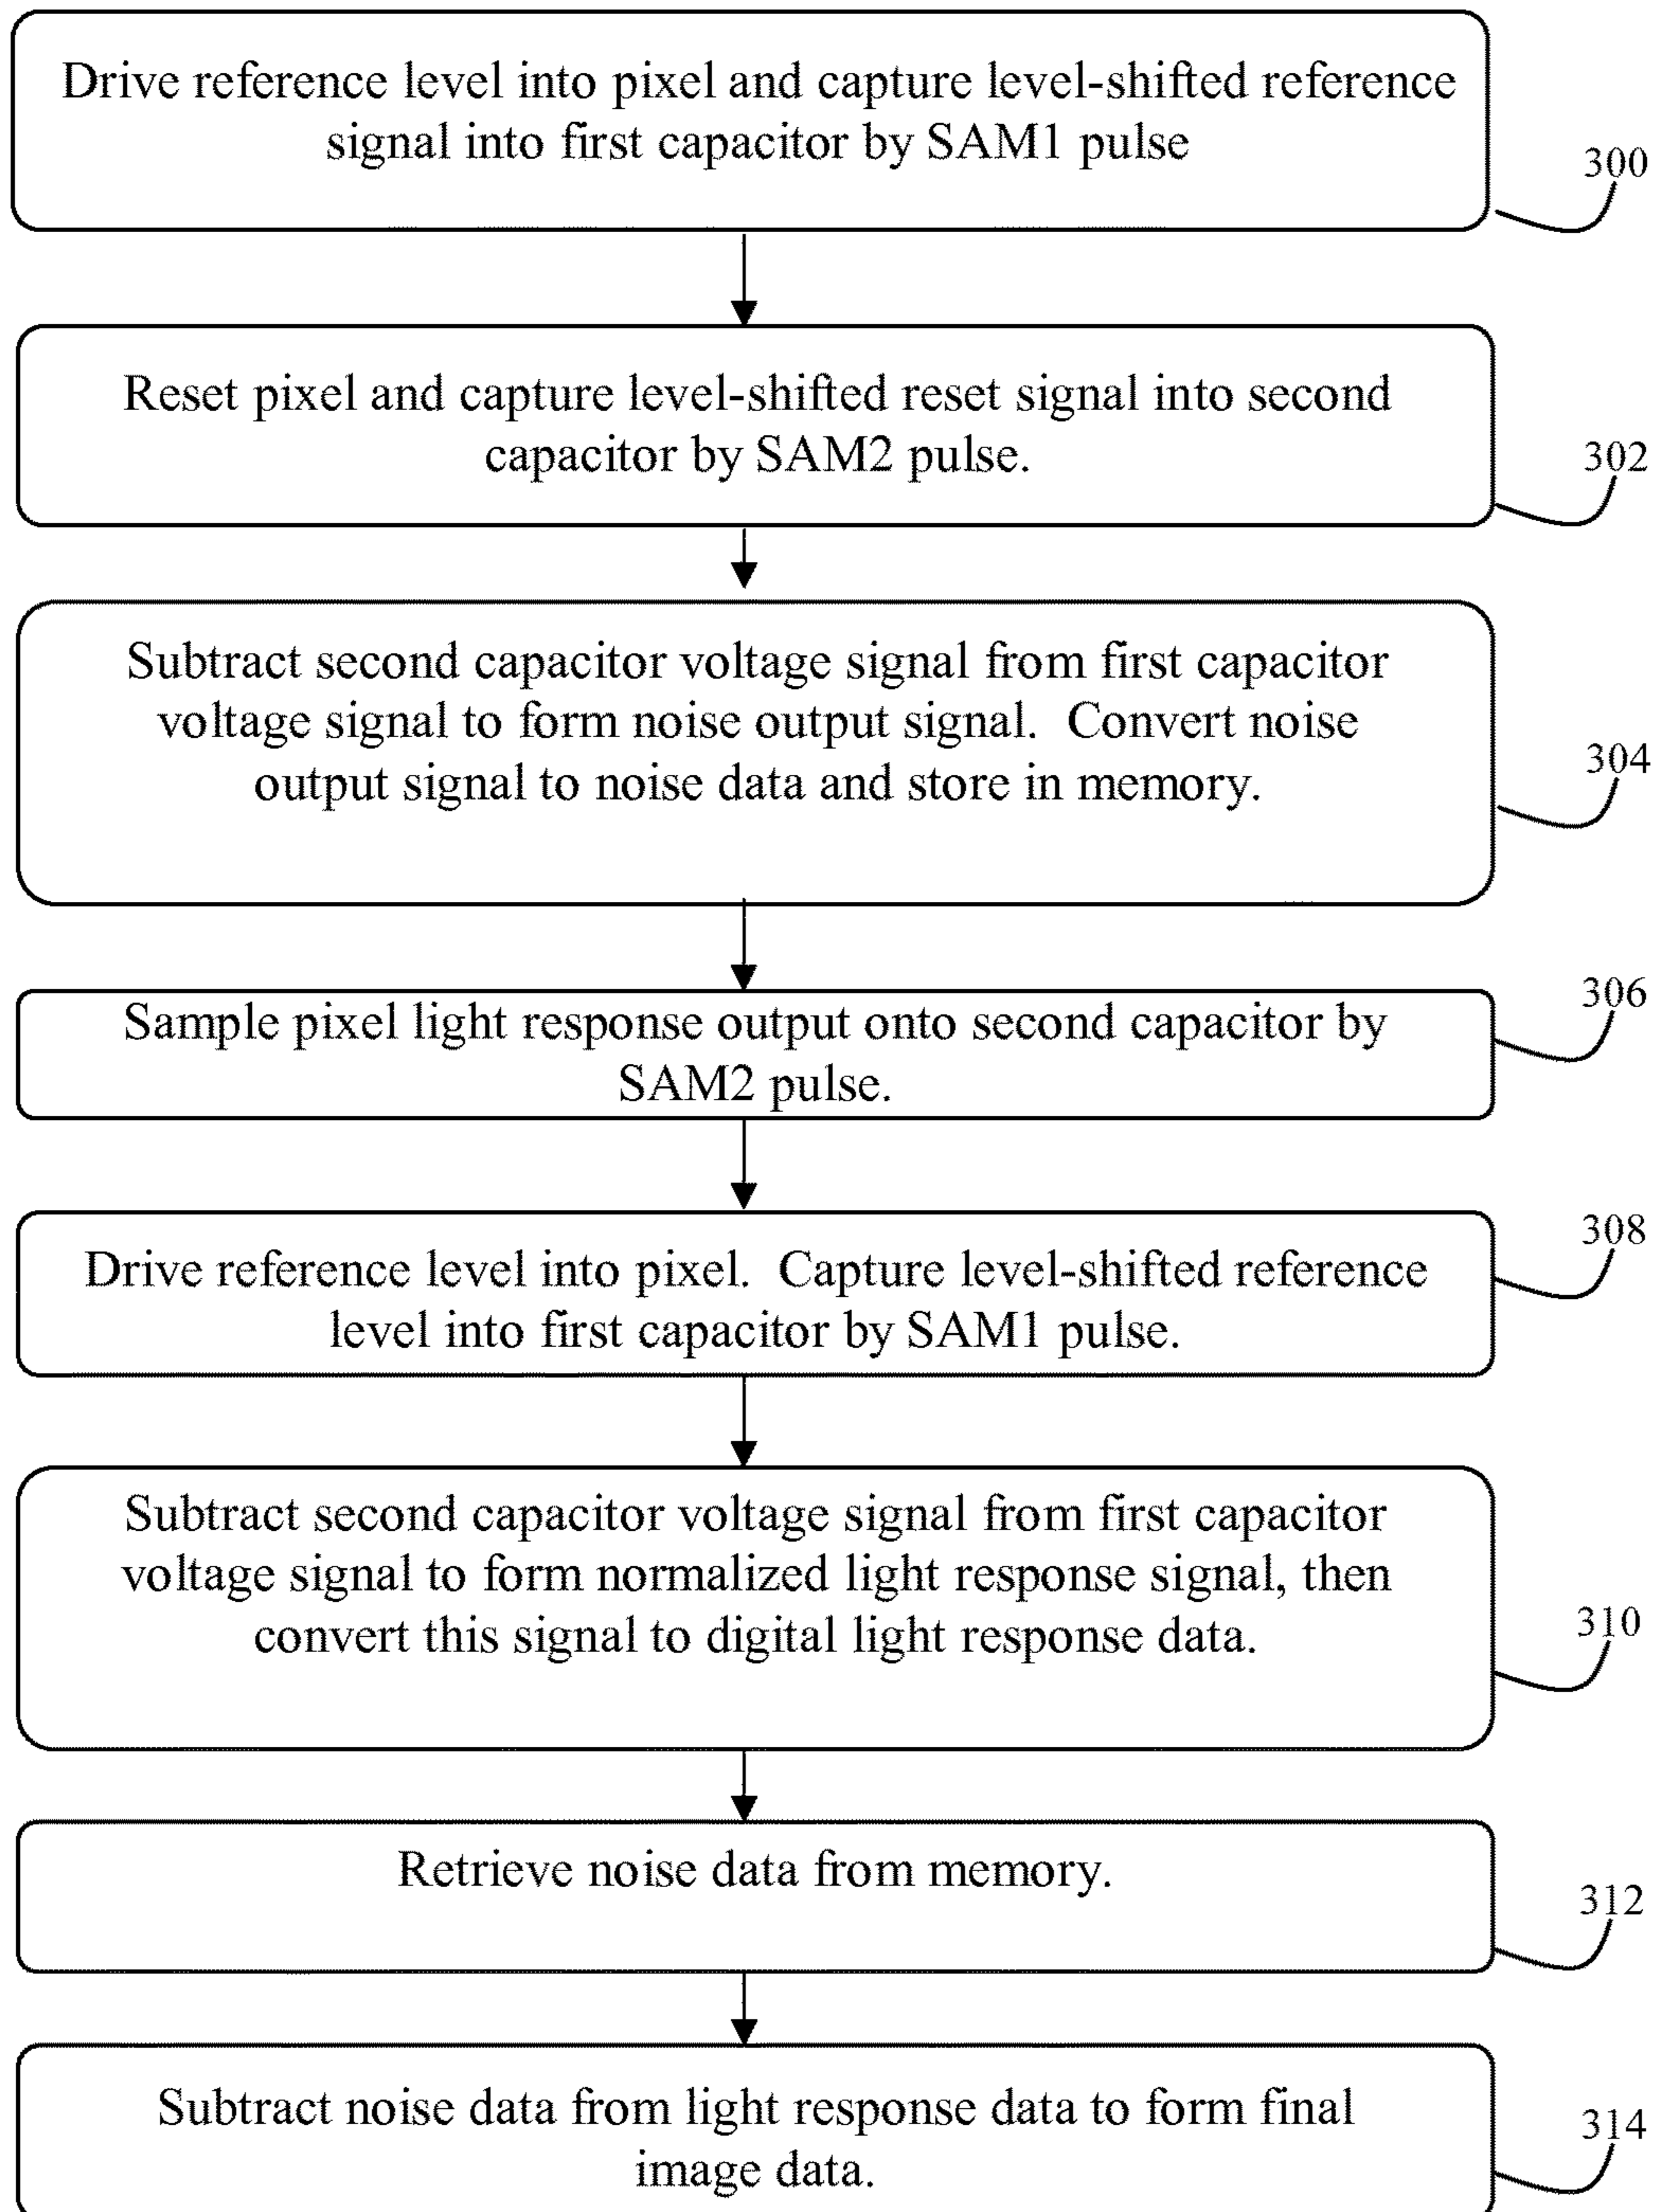 Drive reference level into pixel and capture level-shifted reference
signal into first capacitor by SAM1 pulse
300
Reset pixel and capture level-shifted reset signal into second
capacitor by SAM2 pulse.
302
Subtract second capacitor voltage signal from first capacitor
voltage signal to form noise output signal.  Convert noise
output signal to noise data and store in memory.
304
Sample pixel light response output onto second capacitor by
SAM2 pulse.
306
Drive reference level into pixel.  Capture level-shifted reference
level into first capacitor by SAM1 pulse.
308
Subtract second capacitor voltage signal from first capacitor
voltage signal to form normalized light response signal, then
convert this signal to digital light response data.
310
Retrieve noise data from memory.
312
Subtract noise data from light response data to form final
image data.
314